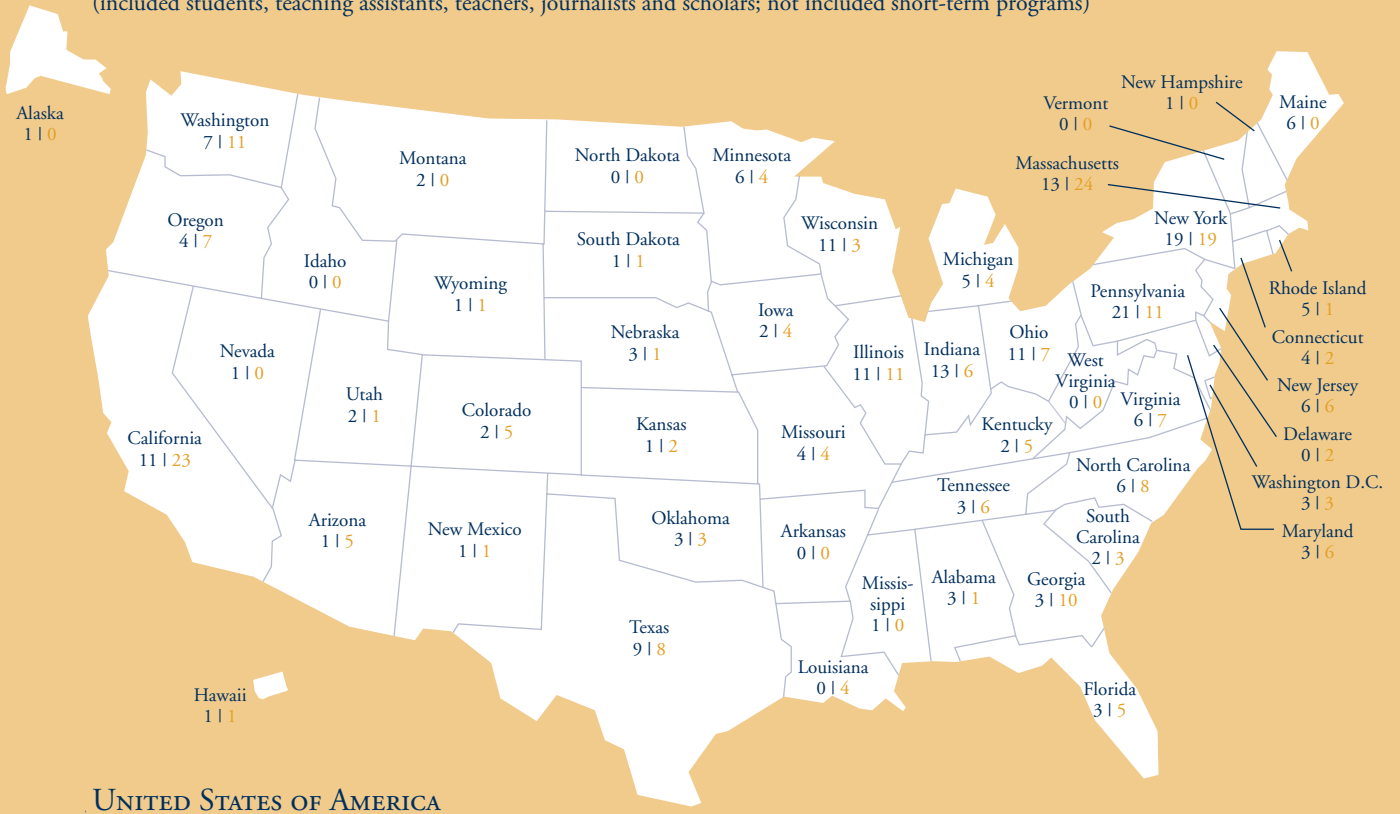 (included students, teaching assistants, teachers, journalists and scholars; not included short-term programs)
Alaska
1 | 0
Washington
7 | 11
Oregon
4 | 7
Idaho
0 | 0
Montana
2 | 0
North Dakota
0 | 0
Minnesota
6 | 4
Wisconsin
11 | 3
Michigan
5 | 4
New Hampshire
1 | 0
Vermont
0 | 0
Massachusetts
13 | 24
Maine
6 | 0
New York
19 | 19
South Dakota
1 | 1
Wyoming
1 | 1
Nebraska
3 | 1
Iowa
2 | 4
Illinois
11 | 11
Indiana
13 | 6
Ohio
11 | 7
Pennsylvania
21 | 11
Rhode Island
5 | 1
Connecticut
4 | 2
New Jersey
6 | 6
Delaware
0 | 2
Washington D.C.
3 | 3
Maryland
3 | 6
West
Virginia
0 | 0
Virginia
6 | 7
Nevada
1 | 0
Utah
2 | 1
Colorado
2 | 5
Kansas
1 | 2
Missouri
4 | 4
Kentucky
2 | 5
California
11 | 23
Arizona
1 | 5
New Mexico
1 | 1
Oklahoma
3 | 3
Arkansas
0 | 0
Tennessee
3 | 6
North Carolina
6 | 8
South
Carolina
2 | 3
Missis-
sippi
1 | 0
Alabama
3 | 1
Georgia
3 | 10
Texas
9 | 8
Louisiana
0 | 4
Florida
3 | 5
Hawaii
1 | 1
United States of America